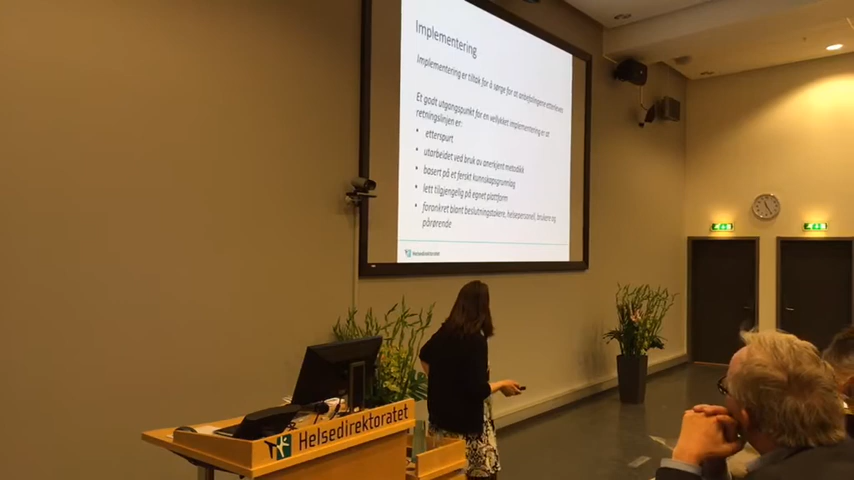 Implementering
Implementering er tiltak for å sørge for at anbefalingene etterleves
Et godt utgangspunkt for en vellykket implementering er at
retningslinjen er:
• etterspurt
• utarbeidet ved bruk av anerkjent metodikk
• basert på et ferskt kunnskapsgrunnlag
• lett tilgjengelig på egnet plattform
• forankret blant beslutningstakere, helsepersonell, brukere og
pårørende
Helsedirektoratet
Helsedirektoratet